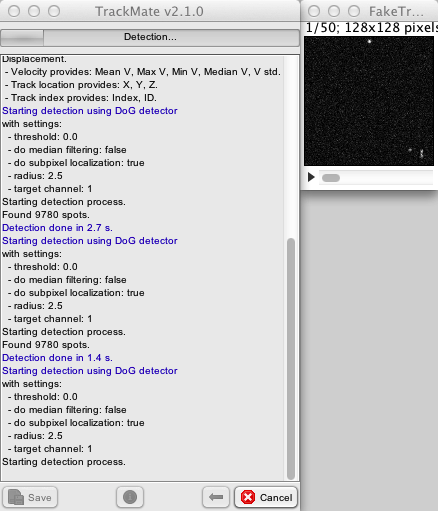 TrackMate v2.1.0
FakeTr...
Detection...
1/50; 128x128 pixels
Displacement.
- Velocity provides: Mean V, Max V, Min V, Median V, V std.
- Track location provides: X, Y, Z.
- Track index provides: Index, ID.
Starting detection using DoG detector
with settings:
- threshold: 0.0
- do median filtering: false
- do subpixel localization: true
- radius: 2.5
- target channel: 1
Starting detection process.
Found 9780 spots.
Detection done in 2.7 s.
Starting detection using DoG detector
with settings:
- threshold: 0.0
- do median filtering: false
- do subpixel localization: true
- radius: 2.5
- target channel: 1
Starting detection process.
Found 9780 spots.
Detection done in 1.4 s.
Starting detection using DoG detector
with settings:
- threshold: 0.0
- do median filtering: false
- do subpixel localization: true
- radius: 2.5
- target channel: 1
Starting detection process.
Save
Cancel